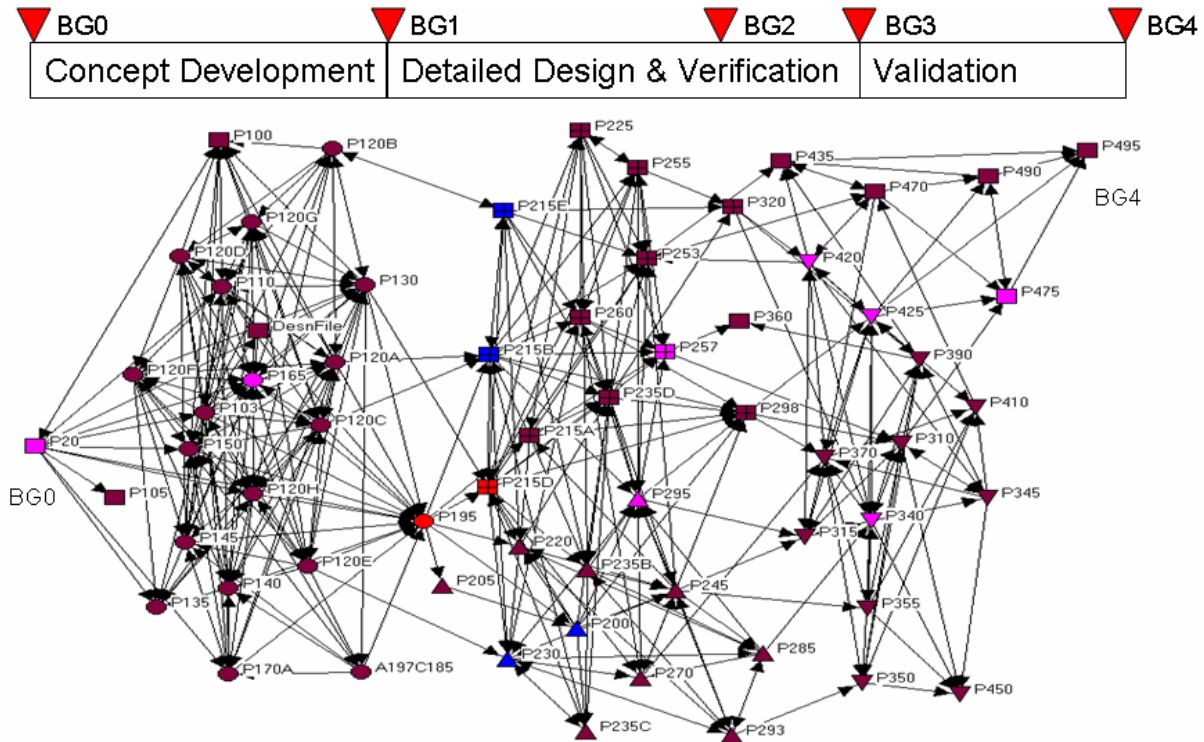 BG0 BG1 BG2 BG3 BG4
Concept Development Detailed Design & Verification Validation
P100
P120B
P225
P255
P435
P495
P490
P470
BG4
P215E
P320
P120G
P120D
P253
P420
P110
P130
P475
P260
P360
P425
DesnFile
P215B
P257
P390
P120A
P120F
P165
P235D
P410
P103
P298
P120C
P215A
P310
P20
P150
P370
BG0
P105
P120H
P215D
P295
P345
P195
P340
P145
P220
P315
P120E
P235B
P140
P205
P245
P135
P200
P355
P230
P285
P170A
A197C185
P270
P350
P450
P235C
P293